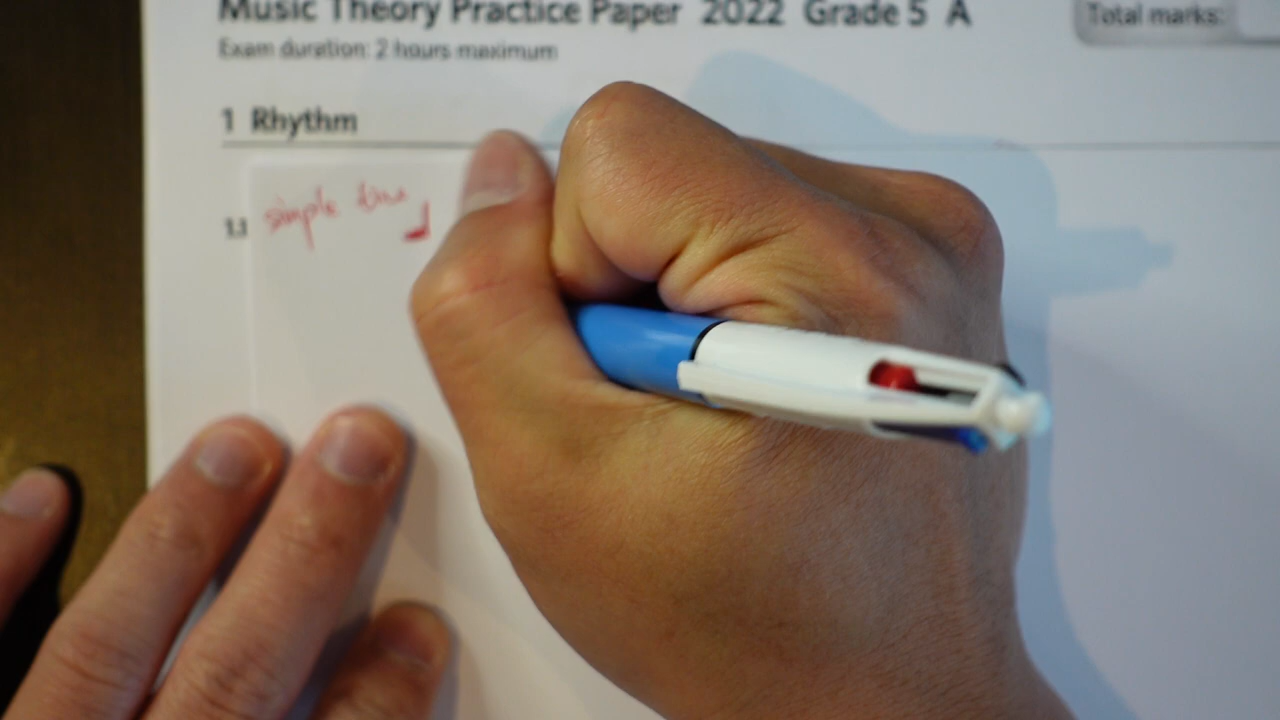 Music Theory Practice Paper 2022 Grade 5 A
Total marks:
Exam duration: 2 hours maximum
1 Rhythm
1.1
simple time